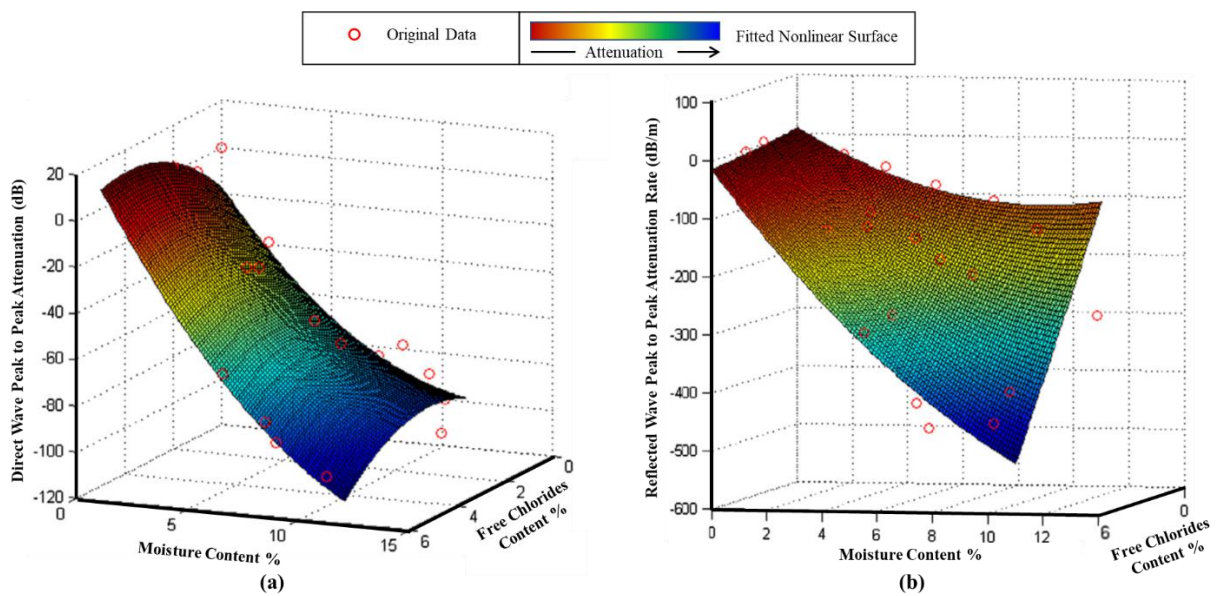 Original Data
Attenuation
Fitted Nonlinear Surface
Direct Wave Peak to Peak Attenuation (dB)
20
0
-20
-40
-60
-80
-100
-120
0
5
10
15
Moisture Content %
6
4
2
0
Free Chlorides
Content %
(a)
Reflected Wave Peak to Peak Attenuation Rate (dB/m)
100
0
-100
-200
-300
-400
-500
-600
0
2
4
6
8
10
12
Moisture Content %
6
0
Free Chlorides
Content %
(b)